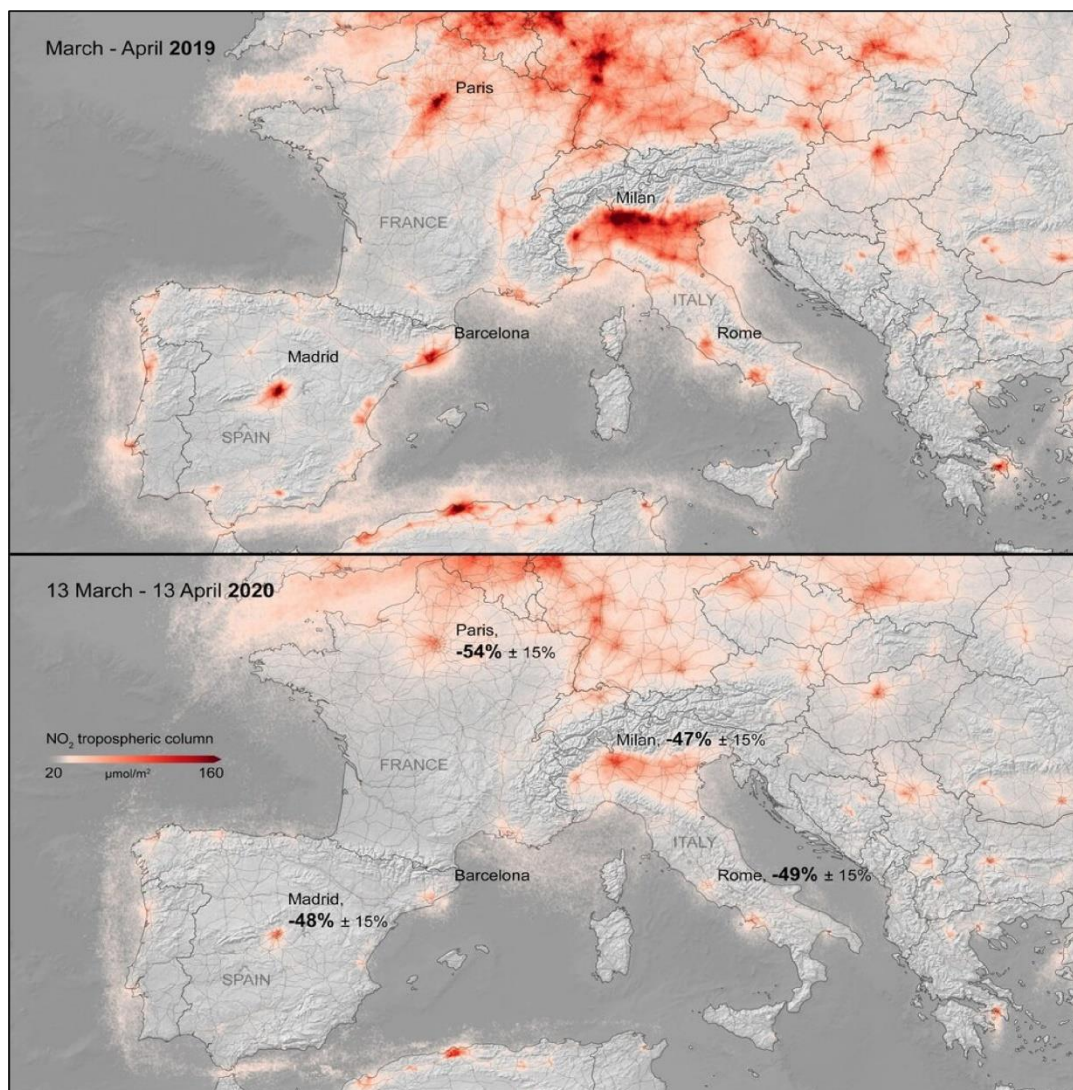 March - April 2019
Paris
FRANCE
Milan
ITALY
Barcelona
Rome
Madrid
SPAIN
13 March - 13 April 2020
Paris,
-54% ± 15%
NO₂ tropospheric column
20 µmol/m² 160
Milan, -47% ± 15%
FRANCE
ITALY
Barcelona
Rome, -49% ± 15%
Madrid,
-48% ± 15%
SPAIN